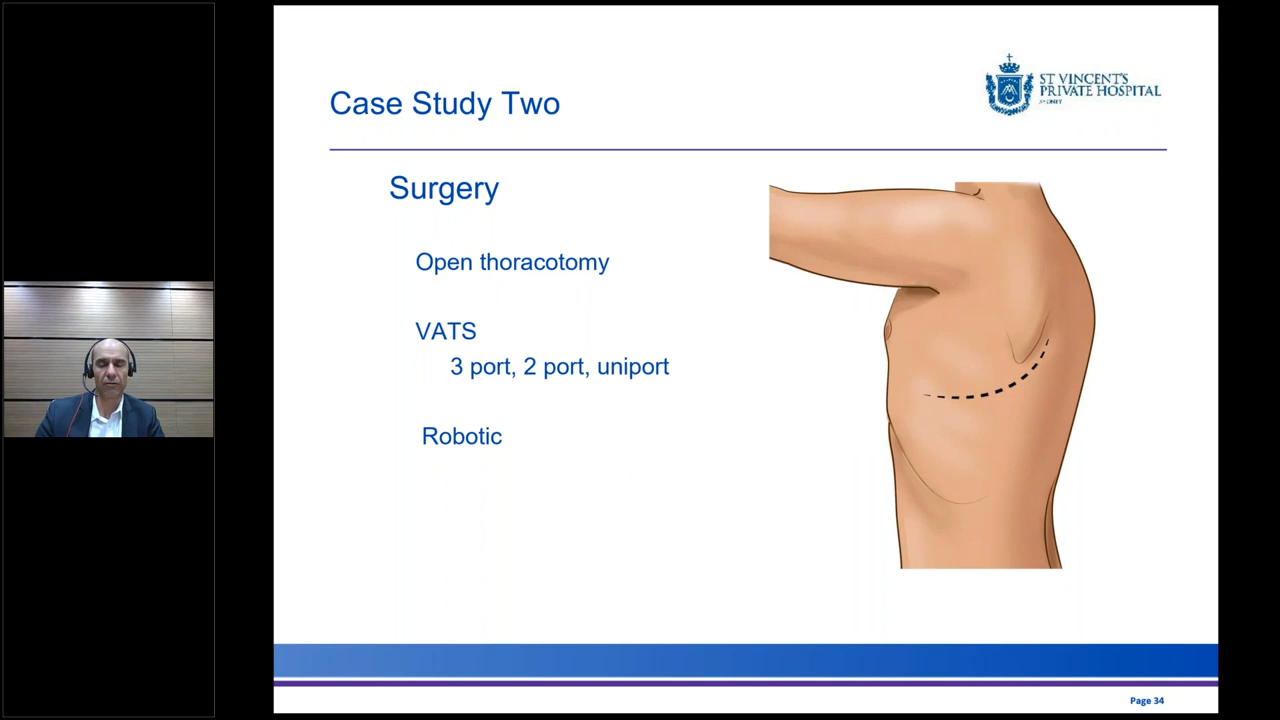 Case Study Two
ST VINCENT'S
PRIVATE HOSPITAL
SYDNEY
Surgery
Open thoracotomy
VATS
3 port, 2 port, uniport
Robotic
Page 34